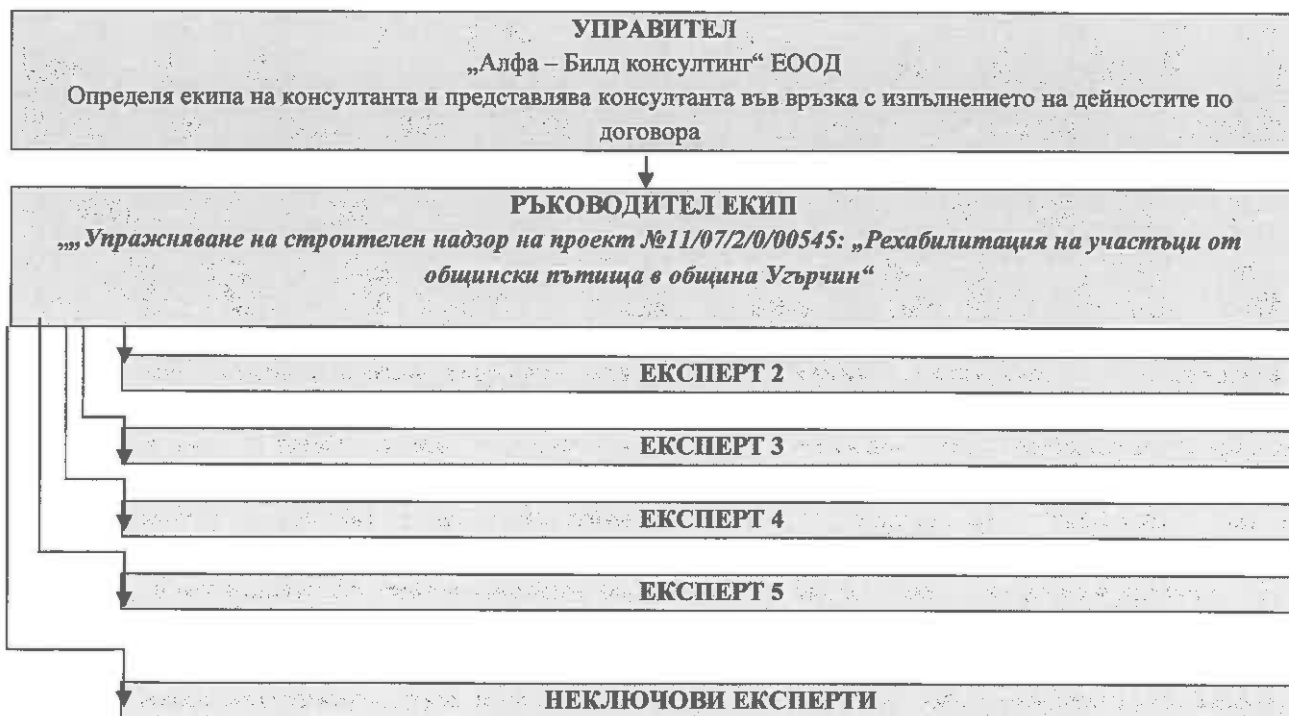 УПРАВИТЕЛ
„Алфа – Билд консултинг“ ЕООД
Определя екипа на консултанта и представлява консултанта във връзка с изпълнението на дейностите по
договора
РЪКОВОДИТЕЛ ЕКИП
„„Упражняване на строителен надзор на проект №11/07/2/0/00545: „Рехабилитация на участъци от
общински пътища в община Угърчин“
ЕКСПЕРТ 2
ЕКСПЕРТ 3
ЕКСПЕРТ 4
ЕКСПЕРТ 5
НЕКЛЮЧОВИ ЕКСПЕРТИ